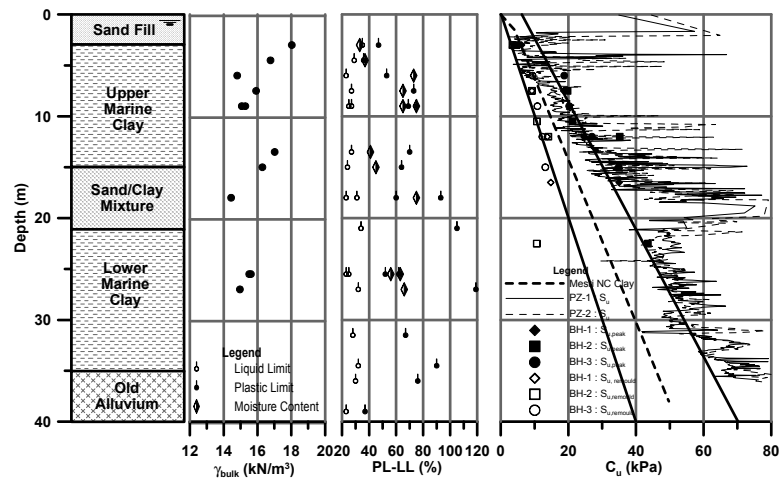 0
10
20
30
40
Depth (m)
Sand Fill
Upper
Marine
Clay
Sand/Clay
Mixture
Lower
Marine
Clay
Old
Alluvium
Legend
Liquid Limit
Plastic Limit
Moisture Content
Legend
Mesri NC Clay
PZ-1 : Su
PZ-2 : Su
BH-1 : Su,peak
BH-2 : Su,peak
BH-3 : Su,peak
BH-1 : Su, remould
BH-2 : Su,remould
BH-3 : Su,remould
12 14 16 18 20
γbulk (kN/m³)
20 40 60 80 100 120
PL-LL (%)
0 20 40 60 80
Cu (kPa)